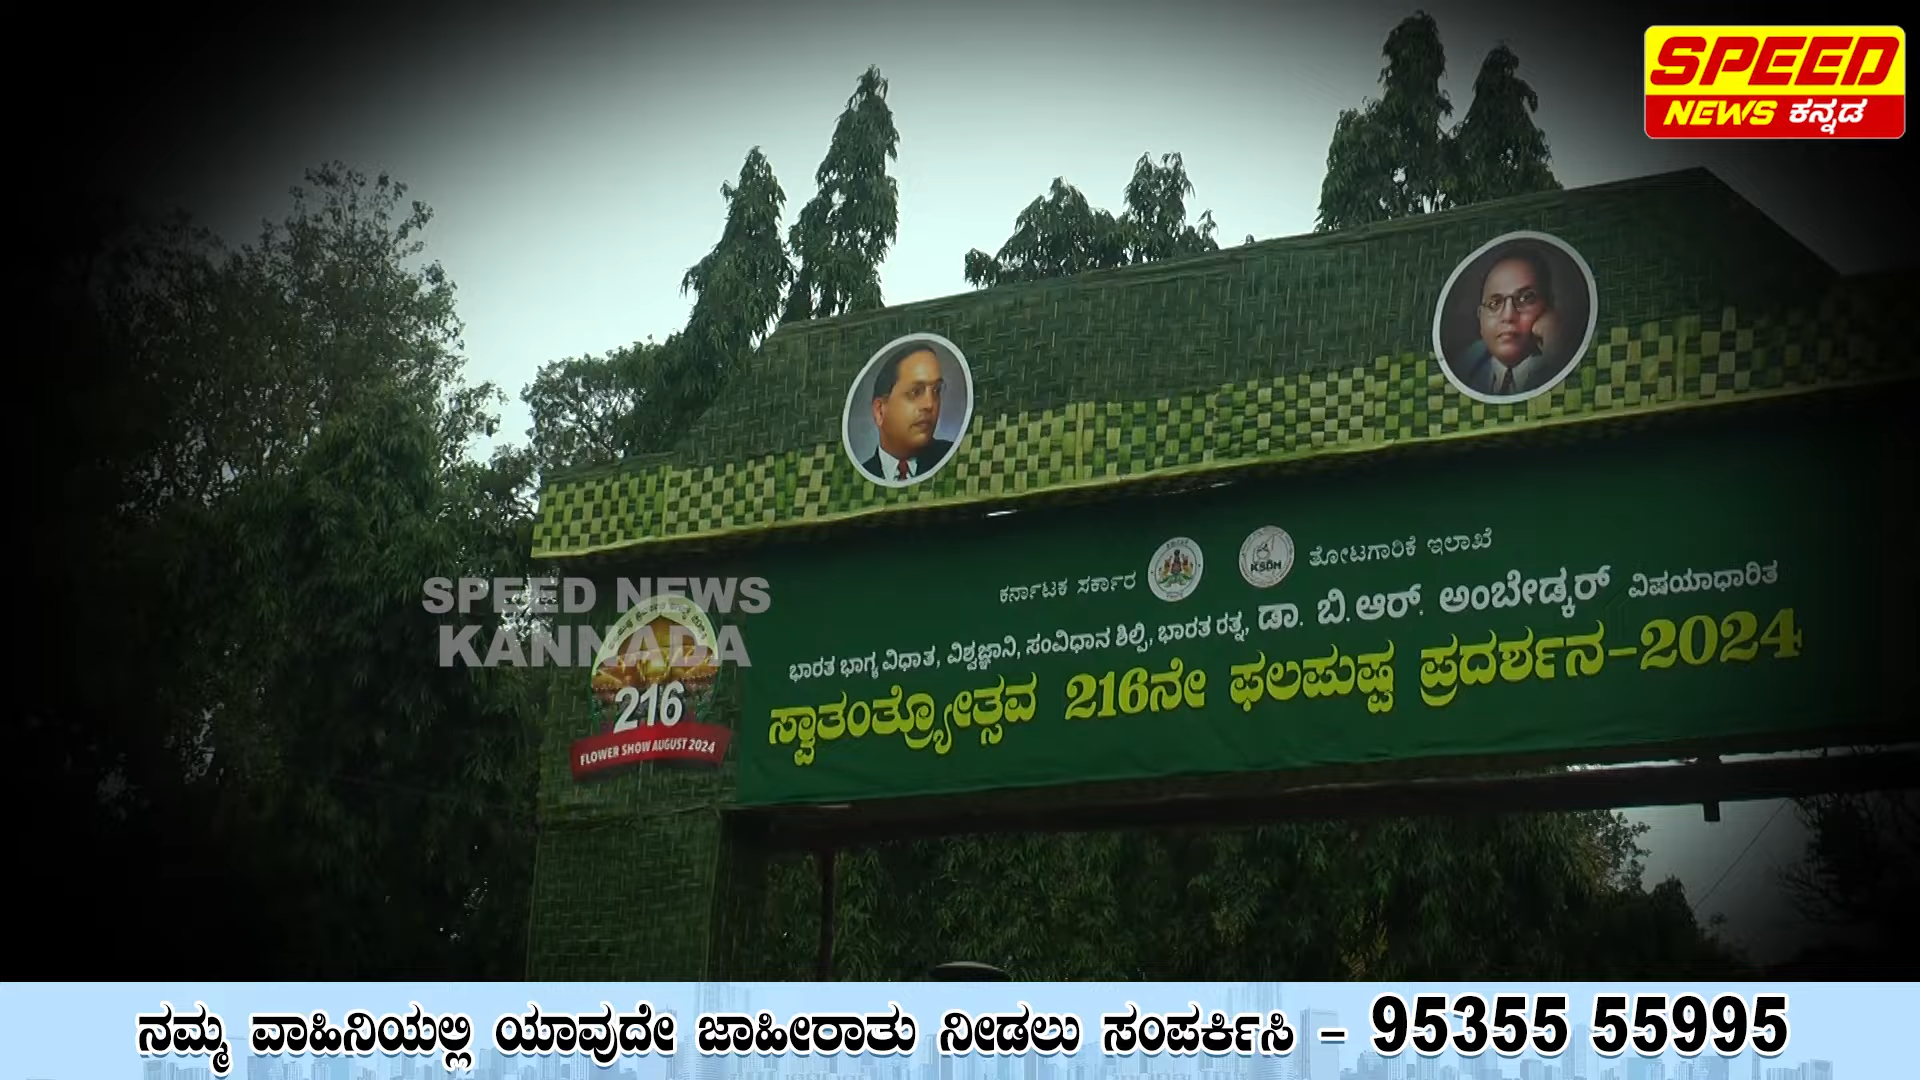 SPEED
NEWS ಕನ್ನಡ
ಕರ್ನಾಟಕ ಸರ್ಕಾರ
KSDH
ತೋಟಗಾರಿಕೆ ಇಲಾಖೆ
ಭಾರತ ಭಾಗ್ಯ ವಿಧಾತ, ವಿಶ್ವಜ್ಞಾನಿ, ಸಂವಿಧಾನ ಶಿಲ್ಪಿ, ಭಾರತ ರತ್ನ, ಡಾ. ಬಿ.ಆರ್. ಅಂಬೇಡ್ಕರ್ ವಿಷಯಾಧಾರಿತ
ಸ್ವಾತಂತ್ರ್ಯೋತ್ಸವ 216ನೇ ಫಲಪುಷ್ಪ ಪ್ರದರ್ಶನ-2024
SPEED NEWS
KANNADA
216
FLOWER SHOW AUGUST 2024
ನಮ್ಮ ವಾಹಿನಿಯಲ್ಲಿ ಯಾವುದೇ ಜಾಹೀರಾತು ನೀಡಲು ಸಂಪರ್ಕಿಸಿ - 95355 55995